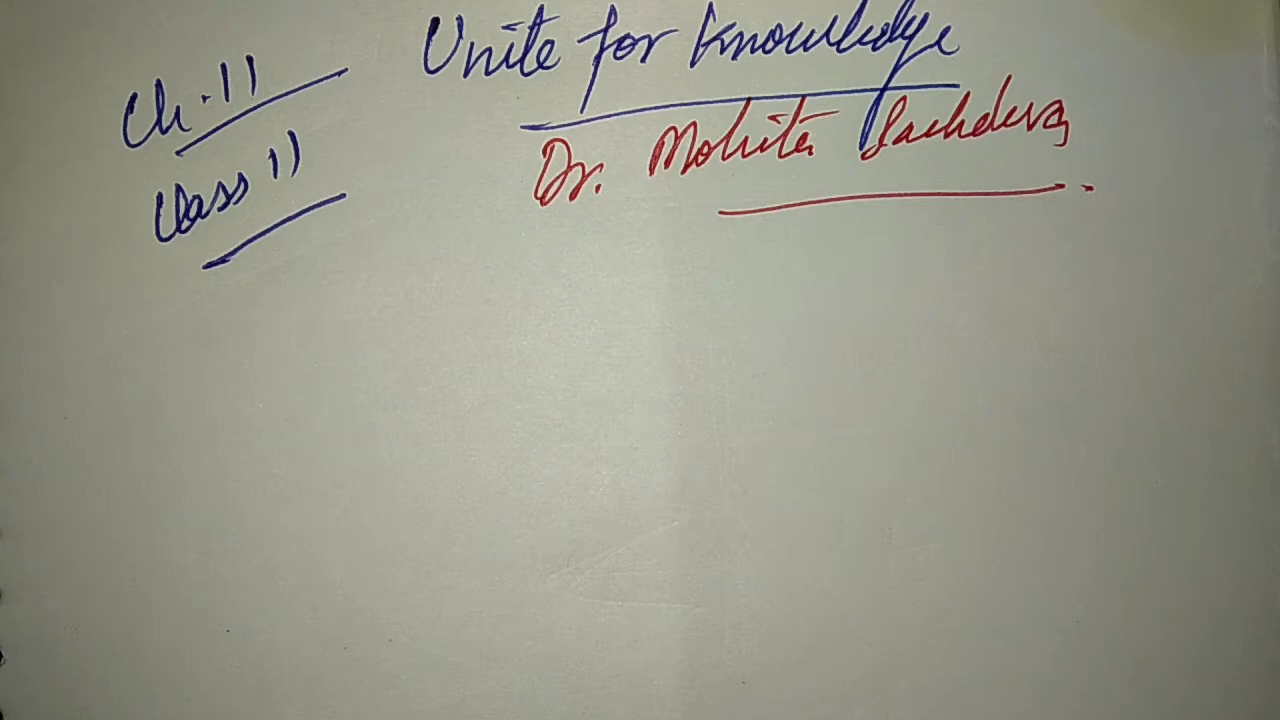 Unite for Knowledge
Ch.11
Dr. Mohita Sachdeva
Class 11